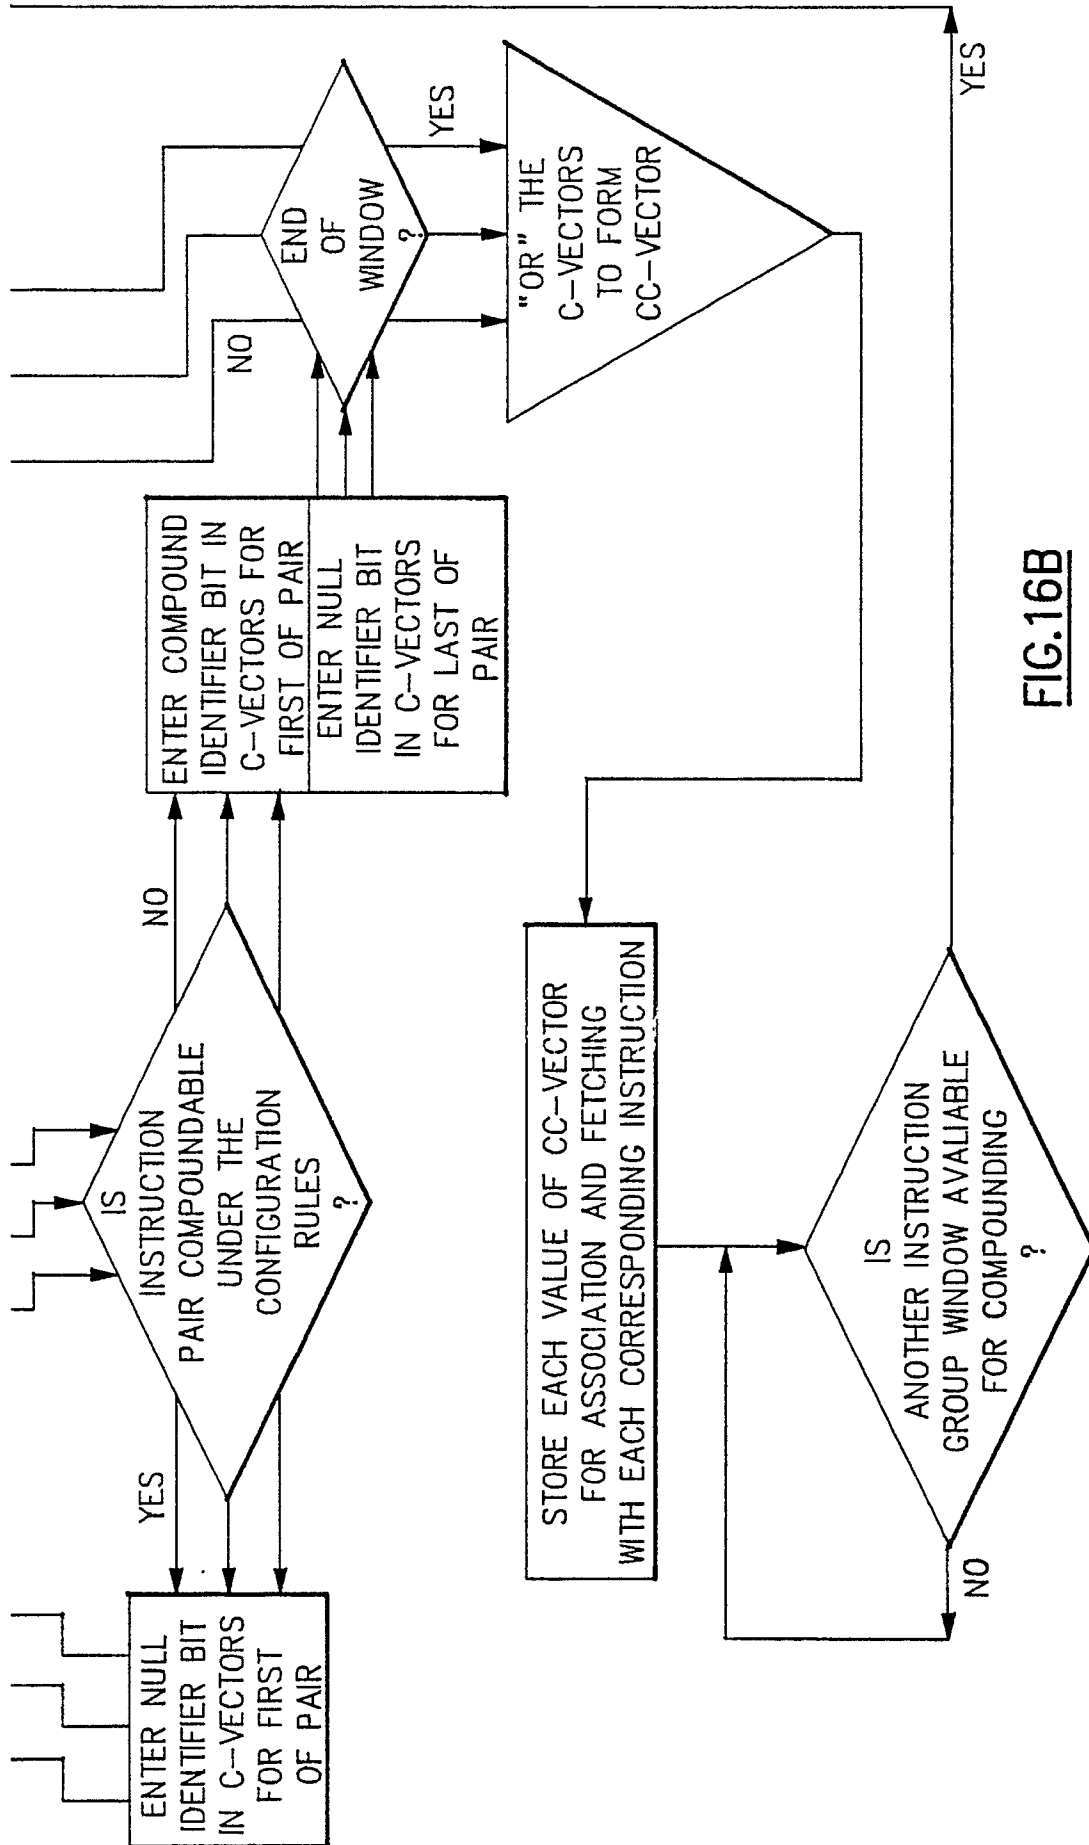 IS
INSTRUCTION
PAIR COMPOUNDABLE
UNDER THE
CONFIGURATION
RULES
?
YES
NO
ENTER NULL
IDENTIFIER BIT
IN C-VECTORS
FOR FIRST
OF PAIR
ENTER COMPOUND
IDENTIFIER BIT IN
C-VECTORS FOR
FIRST OF PAIR
ENTER NULL
IDENTIFIER BIT
IN C-VECTORS
FOR LAST OF
PAIR
NO
END
OF
WINDOW
?
YES
"OR" THE
C-VECTORS
TO FORM
CC-VECTOR
STORE EACH VALUE OF CC-VECTOR
FOR ASSOCIATION AND FETCHING
WITH EACH CORRESPONDING INSTRUCTION
IS
ANOTHER INSTRUCTION
GROUP WINDOW AVALIABLE
FOR COMPOUNDING
?
NO
YES
FIG.16B